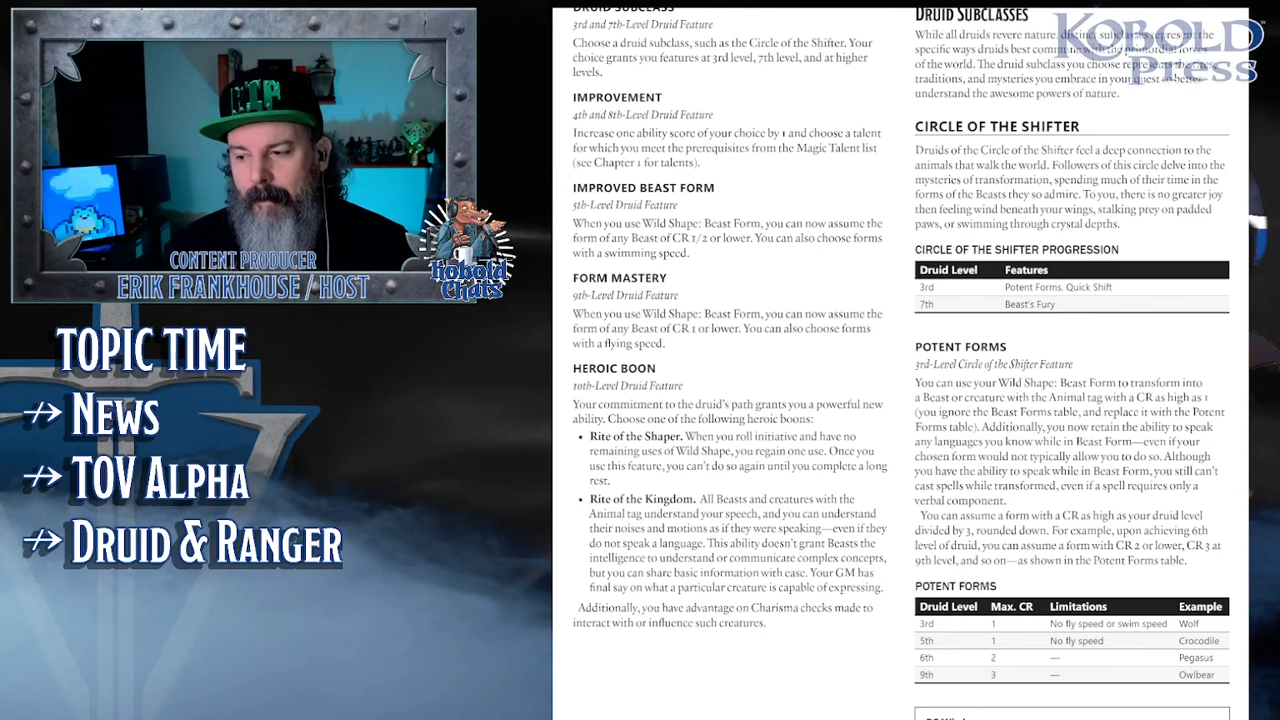 HIP
CONTENT PRODUCER
ERIK FRANKHOUSE / HOST
Kobold
Chats
TOPIC TIME
News
TOV Alpha
Druid & Ranger
DRUID SUBCLASS
3rd and 7th-Level Druid Feature
Choose a druid subclass, such as the Circle of the Shifter. Your
choice grants you features at 3rd level, 7th level, and at higher
levels.
IMPROVEMENT
4th and 8th-Level Druid Feature
Increase one ability score of your choice by 1 and choose a talent
for which you meet the prerequisites from the Magic Talent list
(see Chapter 1 for talents).
IMPROVED BEAST FORM
5th-Level Druid Feature
When you use Wild Shape: Beast Form, you can now assume the
form of any Beast of CR 1/2 or lower. You can also choose forms
with a swimming speed.
FORM MASTERY
9th-Level Druid Feature
When you use Wild Shape: Beast Form, you can now assume the
form of any Beast of CR 1 or lower. You can also choose forms
with a flying speed.
HEROIC BOON
10th-Level Druid Feature
Your commitment to the druid's path grants you a powerful new
ability. Choose one of the following heroic boons:
• Rite of the Shaper. When you roll initiative and have no
remaining uses of Wild Shape, you regain one use. Once you
use this feature, you can't do so again until you complete a long
rest.
• Rite of the Kingdom. All Beasts and creatures with the
Animal tag understand your speech, and you can understand
their noises and motions as if they were speaking—even if they
do not speak a language. This ability doesn't grant Beasts the
intelligence to understand or communicate complex concepts,
but you can share basic information with ease. Your GM has
final say on what a particular creature is capable of expressing.
Additionally, you have advantage on Charisma checks made to
interact with or influence such creatures.
DRUID SUBCLASSES
KOBOLD
PRESS
While all druids revere nature, distinct subclasses represent the
specific ways druids best commune with the primordial forces
of the world. The druid subclass you choose represents the
traditions, and mysteries you embrace in your quest to better
understand the awesome powers of nature.
CIRCLE OF THE SHIFTER
Druids of the Circle of the Shifter feel a deep connection to the
animals that walk the world. Followers of this circle delve into the
mysteries of transformation, spending much of their time in the
forms of the Beasts they so admire. To you, there is no greater joy
then feeling wind beneath your wings, stalking prey on padded
paws, or swimming through crystal depths.
CIRCLE OF THE SHIFTER PROGRESSION
Druid Level Features
3rd Potent Forms, Quick Shift
7th Beast's Fury
POTENT FORMS
3rd-Level Circle of the Shifter Feature
You can use your Wild Shape: Beast Form to transform into
a Beast or creature with the Animal tag with a CR as high as 1
(you ignore the Beast Forms table, and replace it with the Potent
Forms table). Additionally, you now retain the ability to speak
any languages you know while in Beast Form—even if your
chosen form would not typically allow you to do so. Although
you have the ability to speak while in Beast Form, you still can't
cast spells while transformed, even if a spell requires only a
verbal component.
You can assume a form with a CR as high as your druid level
divided by 3, rounded down. For example, upon achieving 6th
level of druid, you can assume a form with CR 2 or lower, CR 3 at
9th level, and so on—as shown in the Potent Forms table.
POTENT FORMS
Druid Level Max. CR Limitations Example
3rd 1 No fly speed or swim speed Wolf
5th 1 No fly speed Crocodile
6th 2 — Pegasus
9th 3 — Owlbear